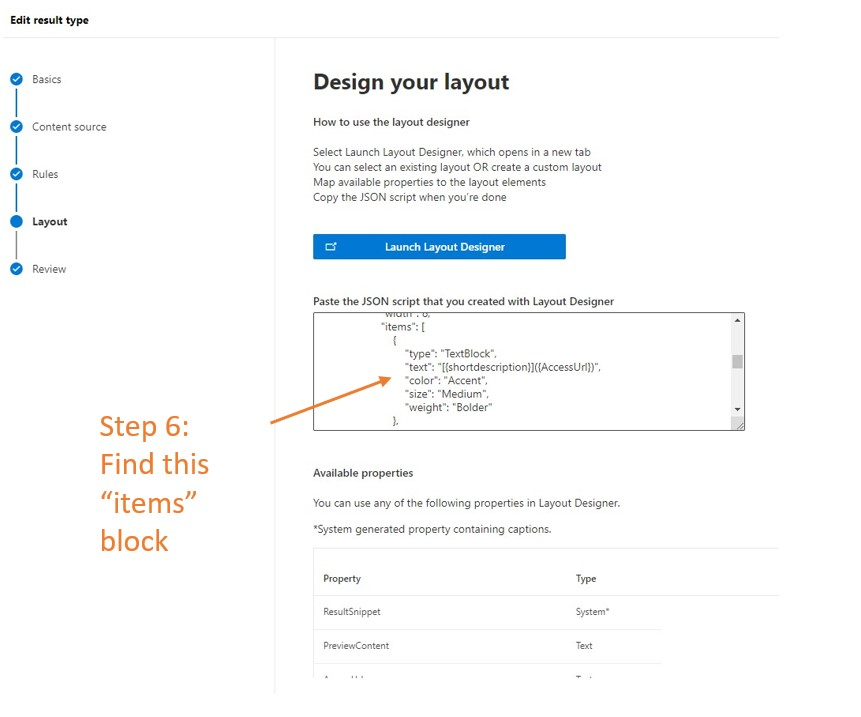 Edit result type
Basics
Content source
Rules
Layout
Review
Design your layout
How to use the layout designer
Select Launch Layout Designer, which opens in a new tab
You can select an existing layout OR create a custom layout
Map available properties to the layout elements
Copy the JSON script when you're done
Launch Layout Designer
Paste the JSON script that you created with Layout Designer
"items": [
{
"type": "TextBlock",
"text": "[{shortdescription}]({AccessUrl})",
"color": "Accent",
"size": "Medium",
"weight": "Bolder"
},
Step 6:
Find this
“items”
block
Available properties
You can use any of the following properties in Layout Designer.
*System generated property containing captions.
Property Type
ResultSnippet System*
PreviewContent Text